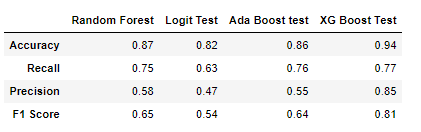 Random Forest Logit Test Ada Boost test XG Boost Test
Accuracy 0.87 0.82 0.86 0.94
Recall 0.75 0.63 0.76 0.77
Precision 0.58 0.47 0.55 0.85
F1 Score 0.65 0.54 0.64 0.81